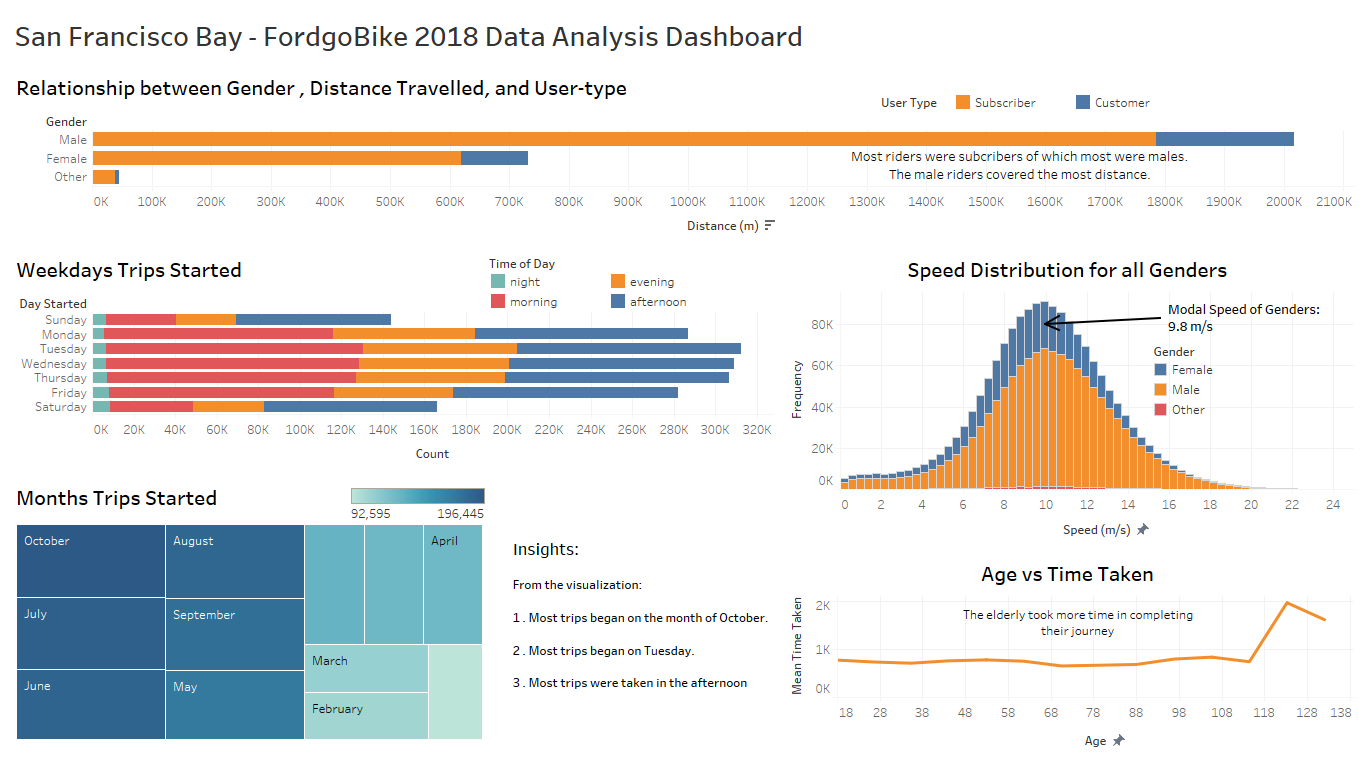 San Francisco Bay - FordgoBike 2018 Data Analysis Dashboard
Relationship between Gender , Distance Travelled, and User-type
User Type Subscriber Customer
Gender
Male
Female
Other
Most riders were subcribers of which most were males.
The male riders covered the most distance.
0K 100K 200K 300K 400K 500K 600K 700K 800K 900K 1000K 1100K 1200K 1300K 1400K 1500K 1600K 1700K 1800K 1900K 2000K 2100K
Distance (m)
Weekdays Trips Started
Time of Day
night evening
morning afternoon
Day Started
Sunday
Monday
Tuesday
Wednesday
Thursday
Friday
Saturday
0K 20K 40K 60K 80K 100K 120K 140K 160K 180K 200K 220K 240K 260K 280K 300K 320K
Count
Speed Distribution for all Genders
Modal Speed of Genders:
9.8 m/s
Gender
Female
Male
Other
Frequency
80K
60K
40K
20K
0K
0 2 4 6 8 10 12 14 16 18 20 22 24
Speed (m/s)
Months Trips Started
92,595 196,445
October
July
June
August
September
May
April
March
February
Insights:
From the visualization:
1 . Most trips began on the month of October.
2 . Most trips began on Tuesday.
3 . Most trips were taken in the afternoon
Age vs Time Taken
The elderly took more time in completing
their journey
Mean Time Taken
2K
1K
0K
18 28 38 48 58 68 78 88 98 108 118 128 138
Age